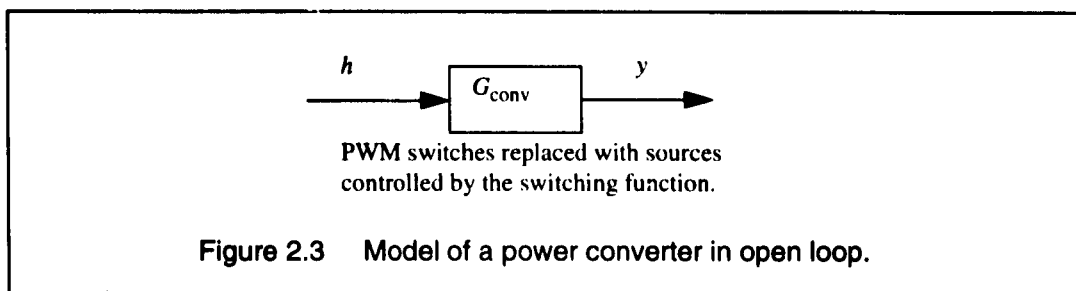 h
y
G_conv
PWM switches replaced with sources
controlled by the switching function.
Figure 2.3 Model of a power converter in open loop.